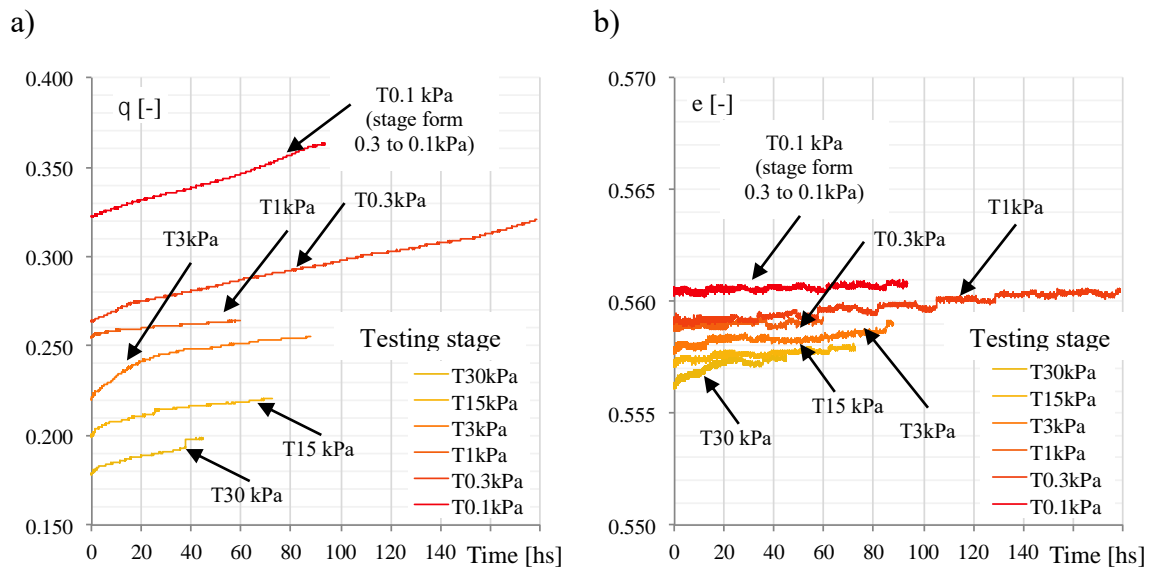 a)
0.400
0.350
0.300
0.250
0.200
0.150
q [-]
T0.1 kPa
(stage form
0.3 to 0.1kPa)
T1kPa
T0.3kPa
T3kPa
T15 kPa
T30 kPa
Testing stage
T30kPa
T15kPa
T3kPa
T1kPa
T0.3kPa
T0.1kPa
0 20 40 60 80 100 140 Time [hs]
b)
0.570
0.565
0.560
0.555
0.550
e [-]
T0.1 kPa
(stage form
0.3 to 0.1kPa)
T1kPa
T0.3kPa
T15 kPa
T30 kPa
T3kPa
Testing stage
T30kPa
T15kPa
T3kPa
T1kPa
T0.3kPa
T0.1kPa
0 20 40 60 80 100 120 140 Time [hs]